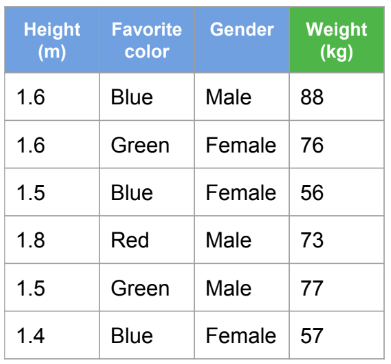 Height (m) Favorite color Gender Weight (kg)
1.6 Blue Male 88
1.6 Green Female 76
1.5 Blue Female 56
1.8 Red Male 73
1.5 Green Male 77
1.4 Blue Female 57